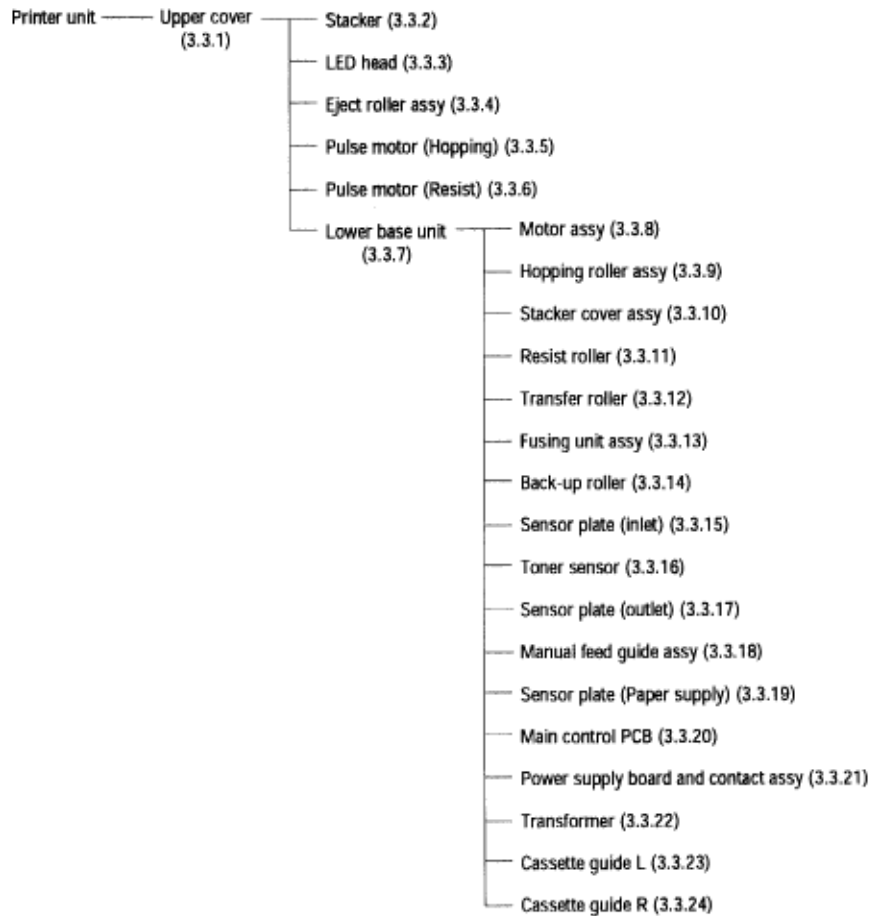 Printer unit
Upper cover
(3.3.1)
Stacker (3.3.2)
LED head (3.3.3)
Eject roller assy (3.3.4)
Pulse motor (Hopping) (3.3.5)
Pulse motor (Resist) (3.3.6)
Lower base unit
(3.3.7)
Motor assy (3.3.8)
Hopping roller assy (3.3.9)
Stacker cover assy (3.3.10)
Resist roller (3.3.11)
Transfer roller (3.3.12)
Fusing unit assy (3.3.13)
Back-up roller (3.3.14)
Sensor plate (inlet) (3.3.15)
Toner sensor (3.3.16)
Sensor plate (outlet) (3.3.17)
Manual feed guide assy (3.3.18)
Sensor plate (Paper supply) (3.3.19)
Main control PCB (3.3.20)
Power supply board and contact assy (3.3.21)
Transformer (3.3.22)
Cassette guide L (3.3.23)
Cassette guide R (3.3.24)